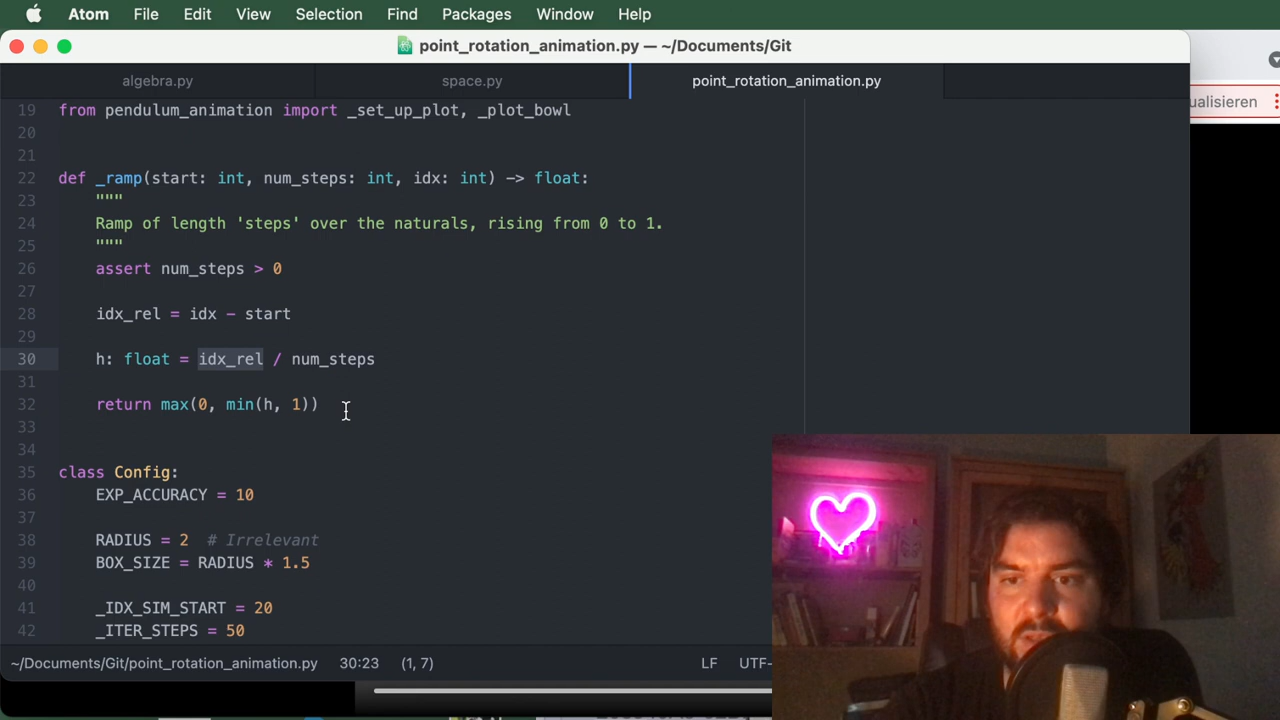 Atom File Edit View Selection Find Packages Window Help
point_rotation_animation.py — ~/Documents/Git
algebra.py space.py point_rotation_animation.py
ualisieren
19 from pendulum_animation import _set_up_plot, _plot_bowl
20
21
22 def _ramp(start: int, num_steps: int, idx: int) -> float:
23 """
24 Ramp of length 'steps' over the naturals, rising from 0 to 1.
25 """
26 assert num_steps > 0
27
28 idx_rel = idx - start
29
30 h: float = idx_rel / num_steps
31
32 return max(0, min(h, 1))
33
34
35 class Config:
36 EXP_ACCURACY = 10
37
38 RADIUS = 2 # Irrelevant
39 BOX_SIZE = RADIUS * 1.5
40
41 _IDX_SIM_START = 20
42 _ITER_STEPS = 50
~/Documents/Git/point_rotation_animation.py 30:23 (1, 7) LF UTF-